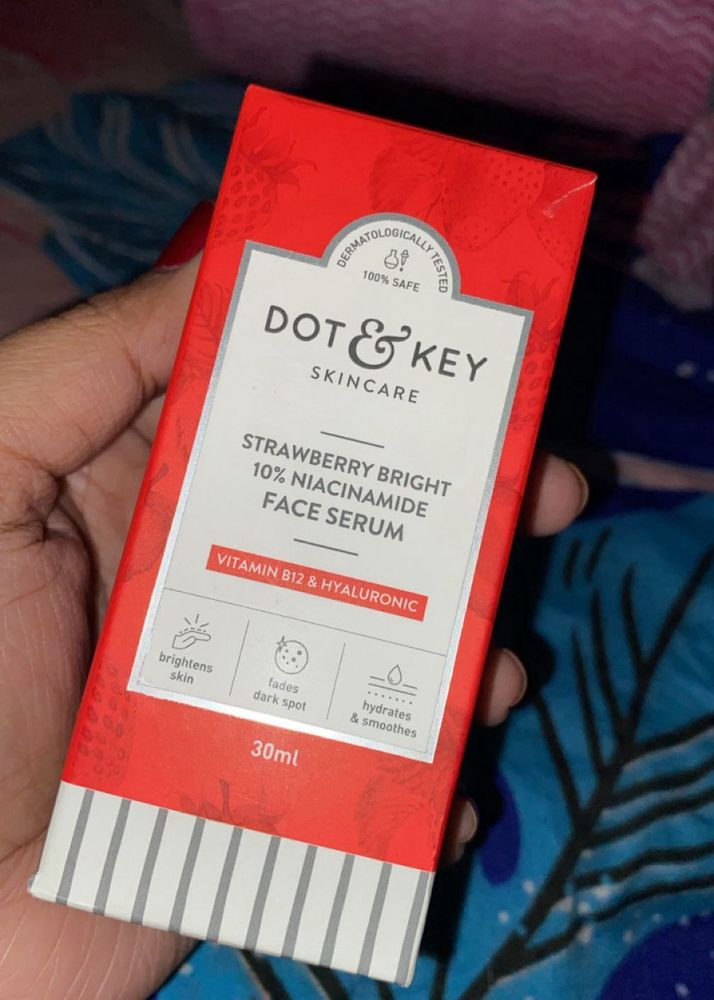 DERMATOLOGICALLY TESTED
100% SAFE
DOT & KEY
SKINCARE
STRAWBERRY BRIGHT
10% NIACINAMIDE
FACE SERUM
VITAMIN B12 & HYALURONIC
brightens
skin
fades
dark spot
hydrates
& smoothes
30ml